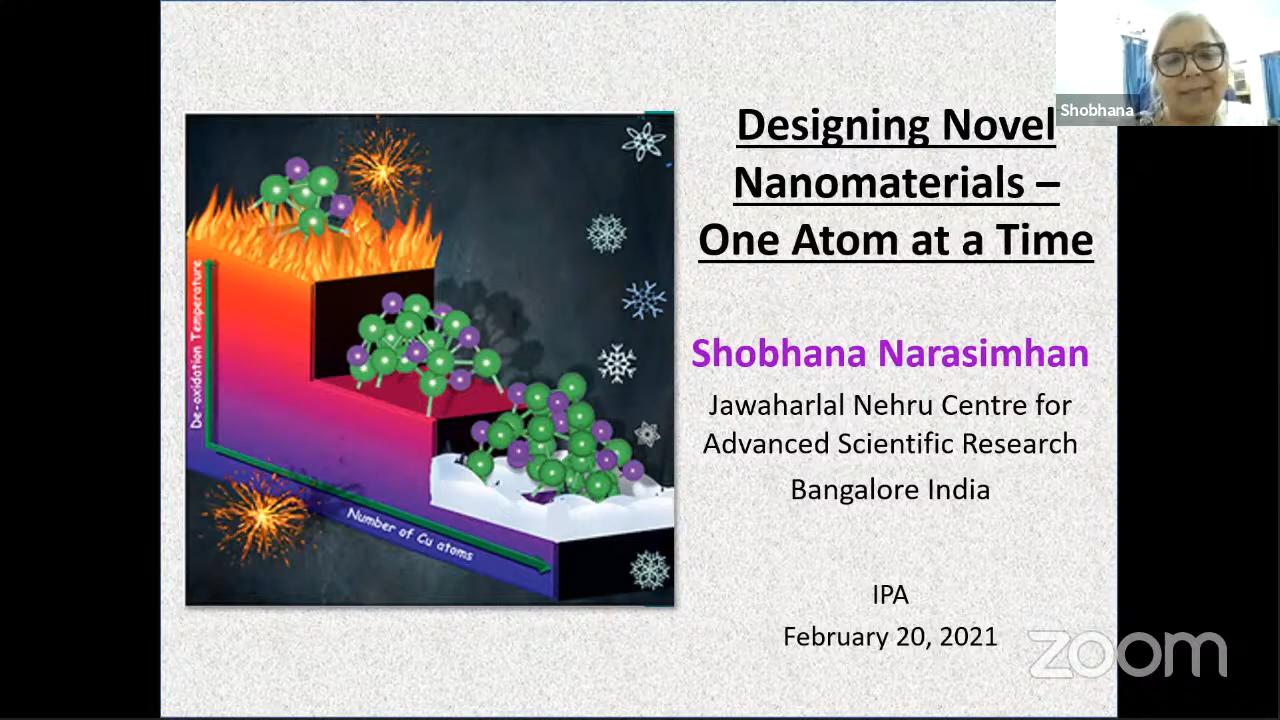 Shobhana
Designing Novel
Nanomaterials –
One Atom at a Time
Shobhana Narasimhan
Jawaharlal Nehru Centre for
Advanced Scientific Research
Bangalore India
IPA
February 20, 2021
De-oxidation Temperature
Number of Cu atoms
zoom